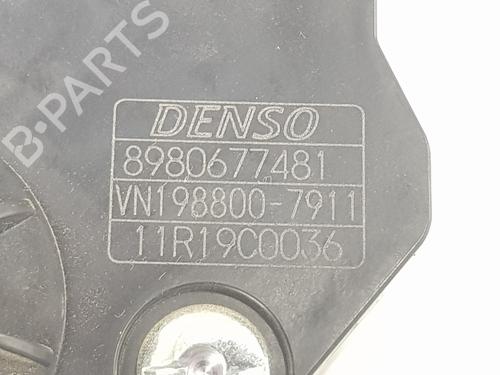 B-PARTS
DENSO
8980677481
VN198800-7911
11R19C0036